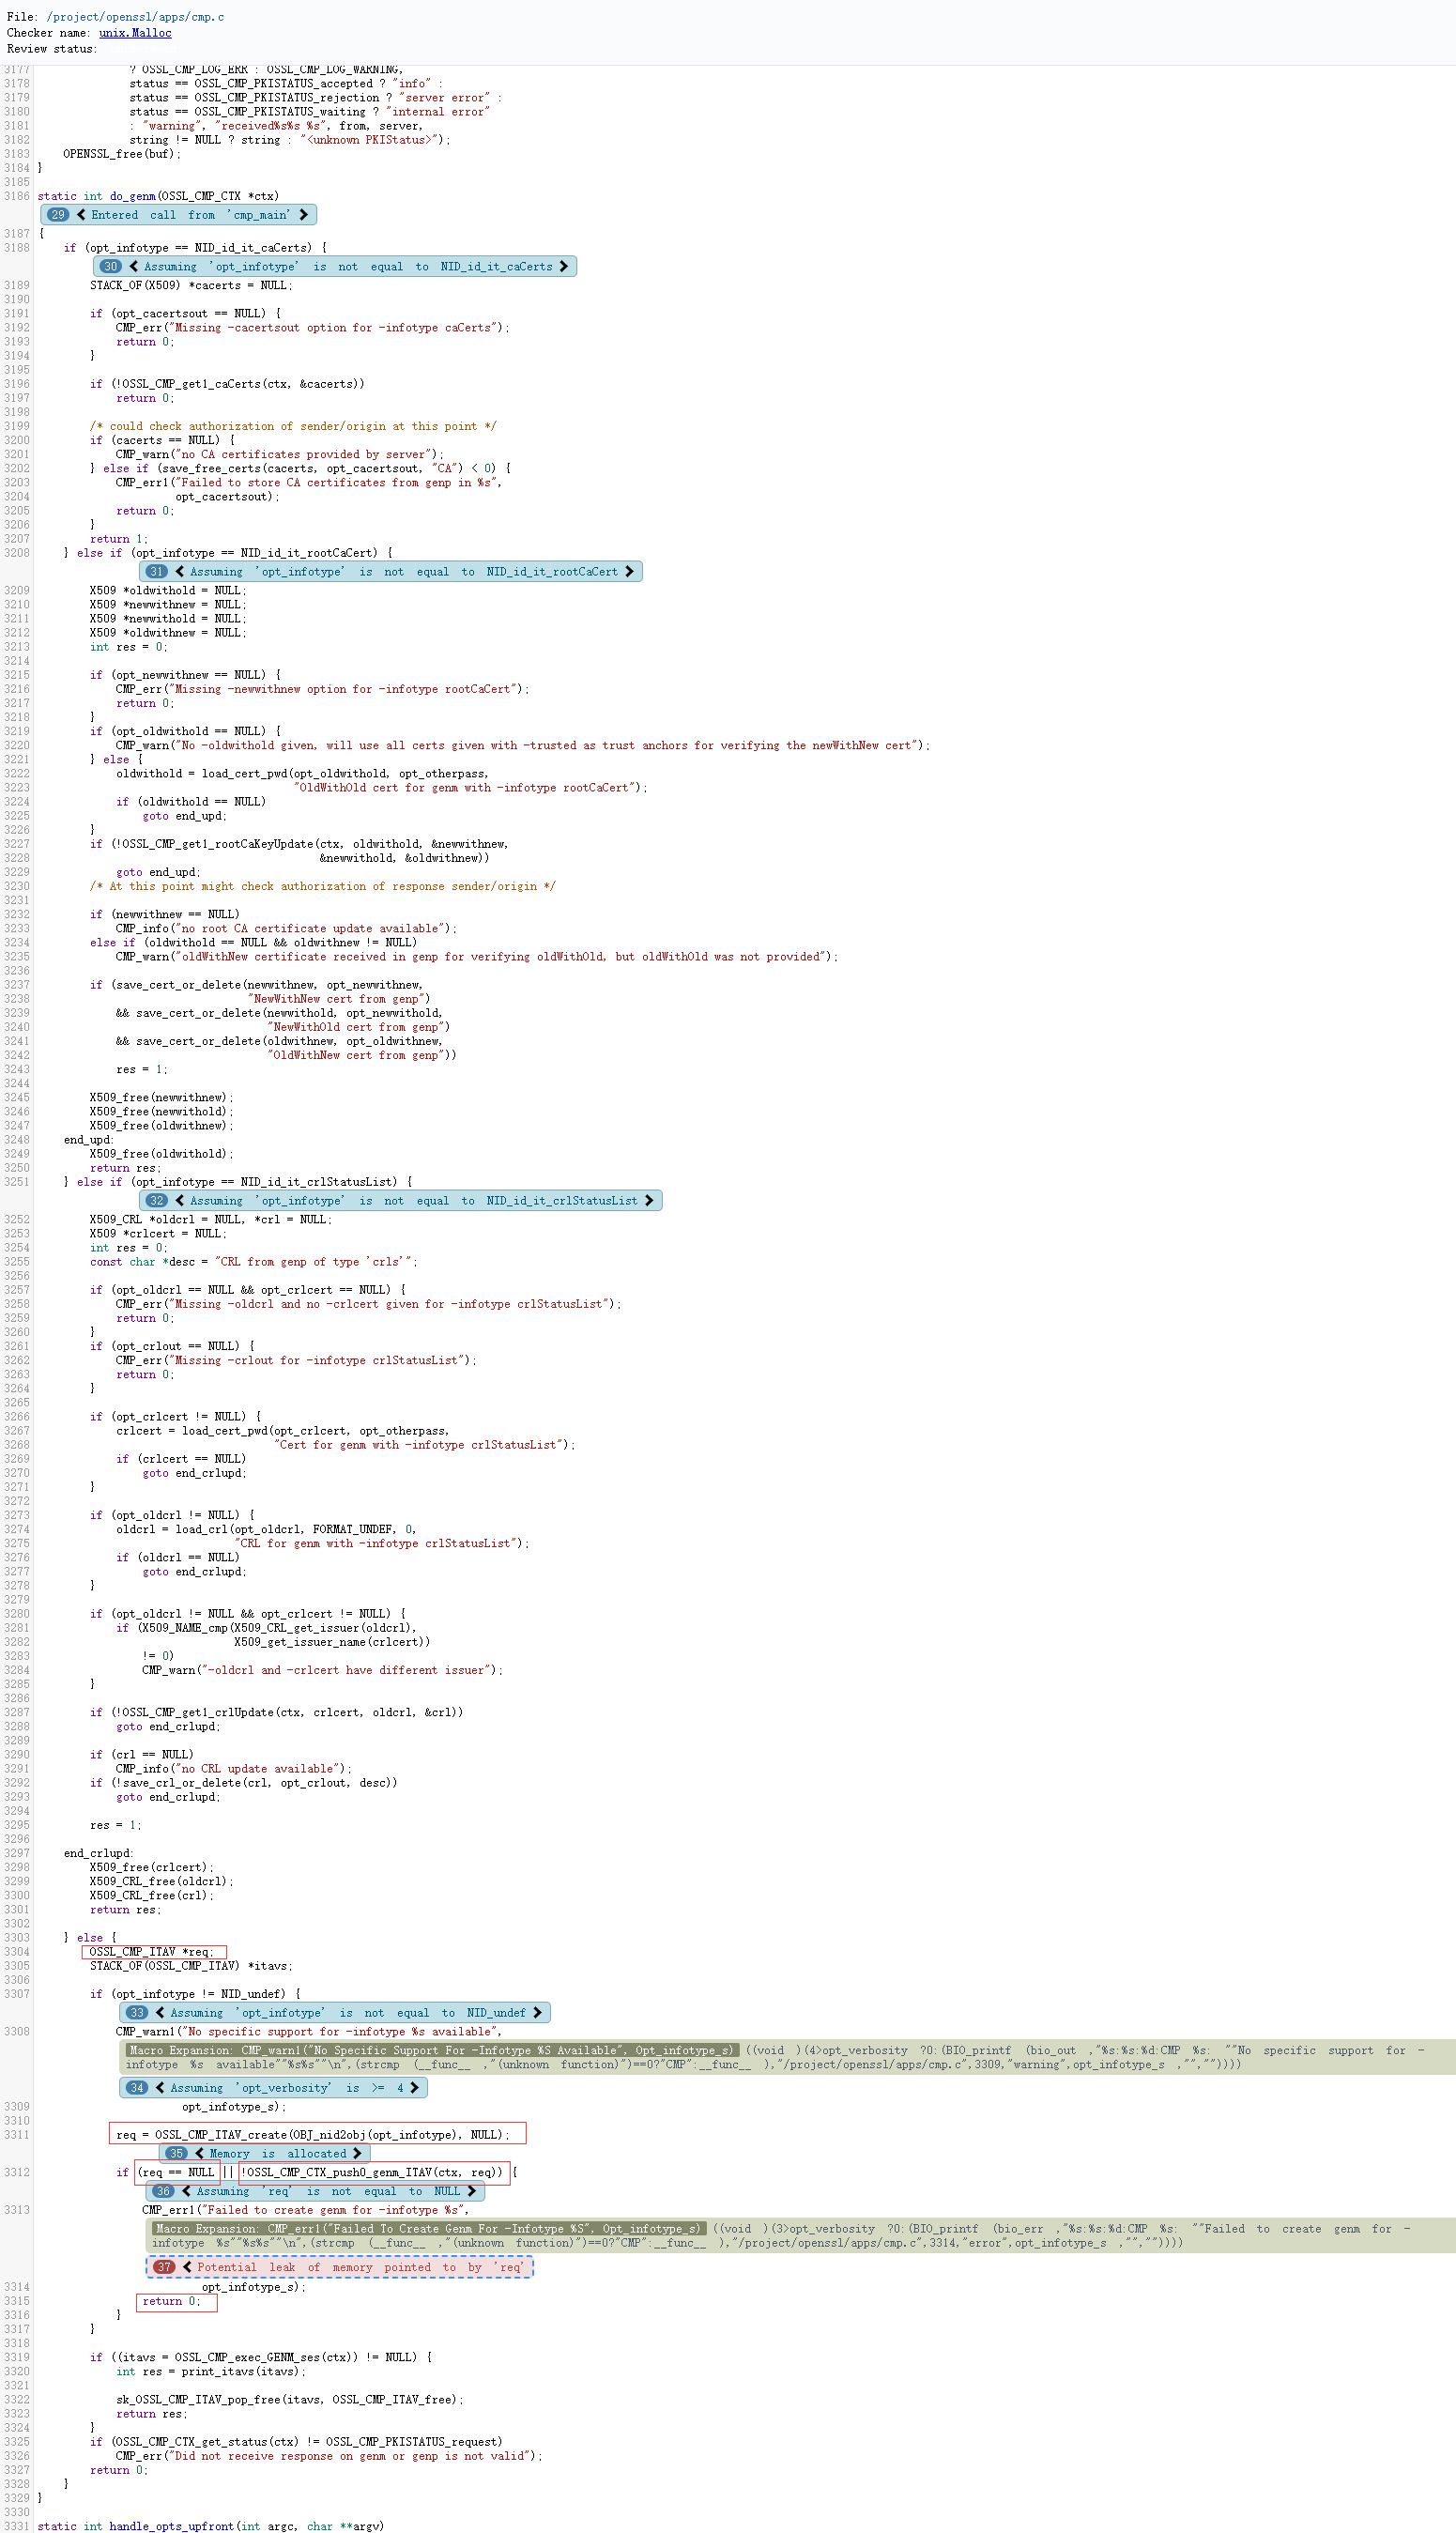 File: /project/openssl/apps/cmp.c
Checker name: unix.Malloc
Review status:
3177 ? OSSL_CMP_LOG_ERR : OSSL_CMP_LOG_WARNING,
3178 status == OSSL_CMP_PKISTATUS_accepted ? "info" :
3179 status == OSSL_CMP_PKISTATUS_rejection ? "server error" :
3180 status == OSSL_CMP_PKISTATUS_waiting ? "internal error"
3181 : "warning", "received%s%s %s", from, server,
3182 string != NULL ? string : "<unknown PKIStatus>");
3183 OPENSSL_free(buf);
3184 }
3185
3186 static int do_genm(OSSL_CMP_CTX *ctx)
29 Entered call from 'cmp_main'
3187 {
3188 if (opt_infotype == NID_id_it_caCerts) {
30 Assuming 'opt_infotype' is not equal to NID_id_it_caCerts
3189 STACK_OF(X509) *cacerts = NULL;
3190
3191 if (opt_cacertsout == NULL) {
3192 CMP_err("Missing -cacertsout option for -infotype caCerts");
3193 return 0;
3194 }
3195
3196 if (!OSSL_CMP_get1_caCerts(ctx, &cacerts))
3197 return 0;
3198
3199 /* could check authorization of sender/origin at this point */
3200 if (cacerts == NULL) {
3201 CMP_warn("no CA certificates provided by server");
3202 } else if (save_free_certs(cacerts, opt_cacertsout, "CA") < 0) {
3203 CMP_err1("Failed to store CA certificates from genp in %s",
3204 opt_cacertsout);
3205 return 0;
3206 }
3207 return 1;
3208 } else if (opt_infotype == NID_id_it_rootCaCert) {
31 Assuming 'opt_infotype' is not equal to NID_id_it_rootCaCert
3209 X509 *oldwithold = NULL;
3210 X509 *newwithnew = NULL;
3211 X509 *newwithold = NULL;
3212 X509 *oldwithnew = NULL;
3213 int res = 0;
3214
3215 if (opt_newwithnew == NULL) {
3216 CMP_err("Missing -newwithnew option for -infotype rootCaCert");
3217 return 0;
3218 }
3219 if (opt_oldwithold == NULL) {
3220 CMP_warn("No -oldwithold given, will use all certs given with -trusted as trust anchors for verifying the newWithNew cert");
3221 } else {
3222 oldwithold = load_cert_pwd(opt_oldwithold, opt_otherpass,
3223 "OldWithOld cert for genm with -infotype rootCaCert");
3224 if (oldwithold == NULL)
3225 goto end_upd;
3226 }
3227 if (!OSSL_CMP_get1_rootCaKeyUpdate(ctx, oldwithold, &newwithnew,
3228 &newwithold, &oldwithnew))
3229 goto end_upd;
3230 /* At this point might check authorization of response sender/origin */
3231
3232 if (newwithnew == NULL)
3233 CMP_info("no root CA certificate update available");
3234 else if (oldwithold == NULL && oldwithnew != NULL)
3235 CMP_warn("oldWithNew certificate received in genp for verifying oldWithOld, but oldWithOld was not provided");
3236
3237 if (save_cert_or_delete(newwithnew, opt_newwithnew,
3238 "NewWithNew cert from genp")
3239 && save_cert_or_delete(newwithold, opt_newwithold,
3240 "NewWithOld cert from genp")
3241 && save_cert_or_delete(oldwithnew, opt_oldwithnew,
3242 "OldWithNew cert from genp"))
3243 res = 1;
3244
3245 X509_free(newwithnew);
3246 X509_free(newwithold);
3247 X509_free(oldwithnew);
3248 end_upd:
3249 X509_free(oldwithold);
3250 return res;
3251 } else if (opt_infotype == NID_id_it_crlStatusList) {
32 Assuming 'opt_infotype' is not equal to NID_id_it_crlStatusList
3252 X509_CRL *oldcrl = NULL, *crl = NULL;
3253 X509 *crlcert = NULL;
3254 int res = 0;
3255 const char *desc = "CRL from genp of type 'crls'";
3256
3257 if (opt_oldcrl == NULL && opt_crlcert == NULL) {
3258 CMP_err("Missing -oldcrl and no -crlcert given for -infotype crlStatusList");
3259 return 0;
3260 }
3261 if (opt_crlout == NULL) {
3262 CMP_err("Missing -crlout for -infotype crlStatusList");
3263 return 0;
3264 }
3265
3266 if (opt_crlcert != NULL) {
3267 crlcert = load_cert_pwd(opt_crlcert, opt_otherpass,
3268 "Cert for genm with -infotype crlStatusList");
3269 if (crlcert == NULL)
3270 goto end_crlupd;
3271 }
3272
3273 if (opt_oldcrl != NULL) {
3274 oldcrl = load_crl(opt_oldcrl, FORMAT_UNDEF, 0,
3275 "CRL for genm with -infotype crlStatusList");
3276 if (oldcrl == NULL)
3277 goto end_crlupd;
3278 }
3279
3280 if (opt_oldcrl != NULL && opt_crlcert != NULL) {
3281 if (X509_NAME_cmp(X509_CRL_get_issuer(oldcrl),
3282 X509_get_issuer_name(crlcert))
3283 != 0)
3284 CMP_warn("-oldcrl and -crlcert have different issuer");
3285 }
3286
3287 if (!OSSL_CMP_get1_crlUpdate(ctx, crlcert, oldcrl, &crl))
3288 goto end_crlupd;
3289
3290 if (crl == NULL)
3291 CMP_info("no CRL update available");
3292 if (!save_crl_or_delete(crl, opt_crlout, desc))
3293 goto end_crlupd;
3294
3295 res = 1;
3296
3297 end_crlupd:
3298 X509_free(crlcert);
3299 X509_CRL_free(oldcrl);
3300 X509_CRL_free(crl);
3301 return res;
3302
3303 } else {
3304 OSSL_CMP_ITAV *req;
3305 STACK_OF(OSSL_CMP_ITAV) *itavs;
3306
3307 if (opt_infotype != NID_undef) {
33 Assuming 'opt_infotype' is not equal to NID_undef
3308 CMP_warn1("No specific support for -infotype %s available",
Macro Expansion: CMP_warn1("No Specific Support For -Infotype %S Available", Opt_infotype_s) ((void )(4>opt_verbosity ?0:(BIO_printf (bio_out ,"%s:%s:%d:CMP %s: ""No specific support for -
infotype %s available""%s%s""\n",(strcmp (__func__ ,"(unknown function)")==0?"CMP":__func__ ),"/project/openssl/apps/cmp.c",3309,"warning",opt_infotype_s ,"",""))))
34 Assuming 'opt_verbosity' is >= 4
3309 opt_infotype_s);
3310
3311 req = OSSL_CMP_ITAV_create(OBJ_nid2obj(opt_infotype), NULL);
35 Memory is allocated
3312 if (req == NULL || !OSSL_CMP_CTX_push0_genm_ITAV(ctx, req)) {
36 Assuming 'req' is not equal to NULL
3313 CMP_err1("Failed to create genm for -infotype %s",
Macro Expansion: CMP_err1("Failed To Create Genm For -Infotype %S", Opt_infotype_s) ((void )(3>opt_verbosity ?0:(BIO_printf (bio_err ,"%s:%s:%d:CMP %s: ""Failed to create genm for -
infotype %s""%s%s""\n",(strcmp (__func__ ,"(unknown function)")==0?"CMP":__func__ ),"/project/openssl/apps/cmp.c",3314,"error",opt_infotype_s ,"",""))))
37 Potential leak of memory pointed to by 'req'
3314 opt_infotype_s);
3315 return 0;
3316 }
3317 }
3318
3319 if ((itavs = OSSL_CMP_exec_GENM_ses(ctx)) != NULL) {
3320 int res = print_itavs(itavs);
3321
3322 sk_OSSL_CMP_ITAV_pop_free(itavs, OSSL_CMP_ITAV_free);
3323 return res;
3324 }
3325 if (OSSL_CMP_CTX_get_status(ctx) != OSSL_CMP_PKISTATUS_request)
3326 CMP_err("Did not receive response on genm or genp is not valid");
3327 return 0;
3328 }
3329 }
3330
3331 static int handle_opts_upfront(int argc, char **argv)